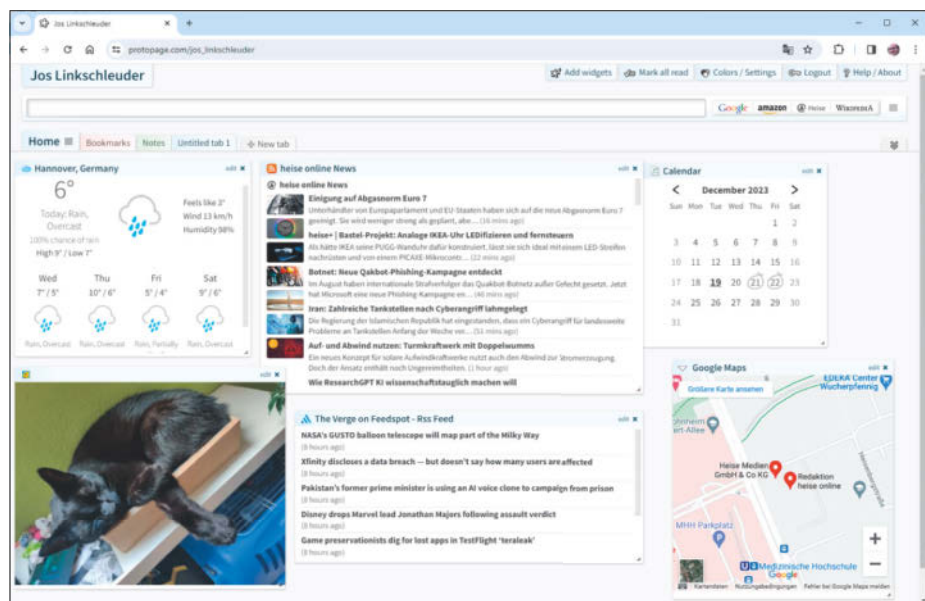 Jos Linkschleuder
protopage.com/jos_linkschleuder
Jos Linkschleuder
Add widgets
Mark all read
Colors / Settings
Logout
Help / About
Google
amazon
Heise
WIKIPEDIA
Home
Bookmarks
Notes
Untitled tab 1
New tab
Hannover, Germany
edit
6°
Today: Rain,
Overcast
100% chance of rain
High 9° / Low 7°
Feels like 3°
Wind 13 km/h
Humidity 98%
Wed Thu Fri Sat
7° / 5° 10° / 6° 5° / 4° 9° / 6°
Rain, Overcast Rain, Overcast Rain, Partially Rain, Overcast
heise online News
edit
heise online News
Einigung auf Abgasnorm Euro 7
Unterhändler von Europaparlament und EU-Staaten haben sich auf die neue Abgasnorm Euro 7
geeinigt. Sie wird weniger streng als geplant, abe... (16 mins ago)
heise+ | Bastel-Projekt: Analoge IKEA-Uhr LEDifizieren und fernsteuern
Als hätte IKEA seine PUGG-Wanduhr dafür konstruiert, lässt sie sich ideal mit einem LED-Streifen
nachrüsten und von einem PICAXE-Mikrocontr... (22 mins ago)
Botnet: Neue Qakbot-Phishing-Kampagne entdeckt
Im August haben internationale Strafverfolger das Quakbot Botnetz außer Gefecht gesetzt. Jetzt
hat Microsoft eine neue Phishing-Kampagne en... (46 mins ago)
Iran: Zahlreiche Tankstellen nach Cyberangriff lahmgelegt
Die Regierung der Islamischen Republik hat eingestanden, dass ein Cyberangriff für landesweite
Probleme an Tankstellen Anfang der Woche ver... (51 mins ago)
Auf- und Abwind nutzen: Turmkraftwerk mit Doppelwumms
Ein neues Konzept für solare Aufwindkraftwerke nutzt auch den Abwind zur Stromerzeugung.
Doch der Ansatz enthält noch Ungereimtheiten. (1 hour ago)
Wie ResearchGPT KI wissenschaftstauglich machen will
Calendar
edit
December 2023
Sun Mon Tue Wed Thu Fri Sat
1 2
3 4 5 6 7 8 9
10 11 12 13 14 15 16
17 18 19 20 21 22 23
24 25 26 27 28 29 30
31
edit
The Verge on Feedspot - Rss Feed
edit
NASA's GUSTO balloon telescope will map part of the Milky Way
(8 hours ago)
Xfinity discloses a data breach — but doesn't say how many users are affected
(8 hours ago)
Pakistan's former prime minister is using an AI voice clone to campaign from prison
(8 hours ago)
Disney drops Marvel lead Jonathan Majors following assault verdict
(8 hours ago)
Game preservationists dig for lost apps in TestFlight 'teraleak'
(8 hours ago)
Google Maps
edit
Größere Karte ansehen
6
EDEKA Center
Wucherpfennig
Heise Medien
GmbH & Co KG
Redaktion
heise online
MHH Parkplatz
Medizinische Hochschule
Google
Kartendaten
Nutzungsbedingungen
Fehler bei Google Maps melden